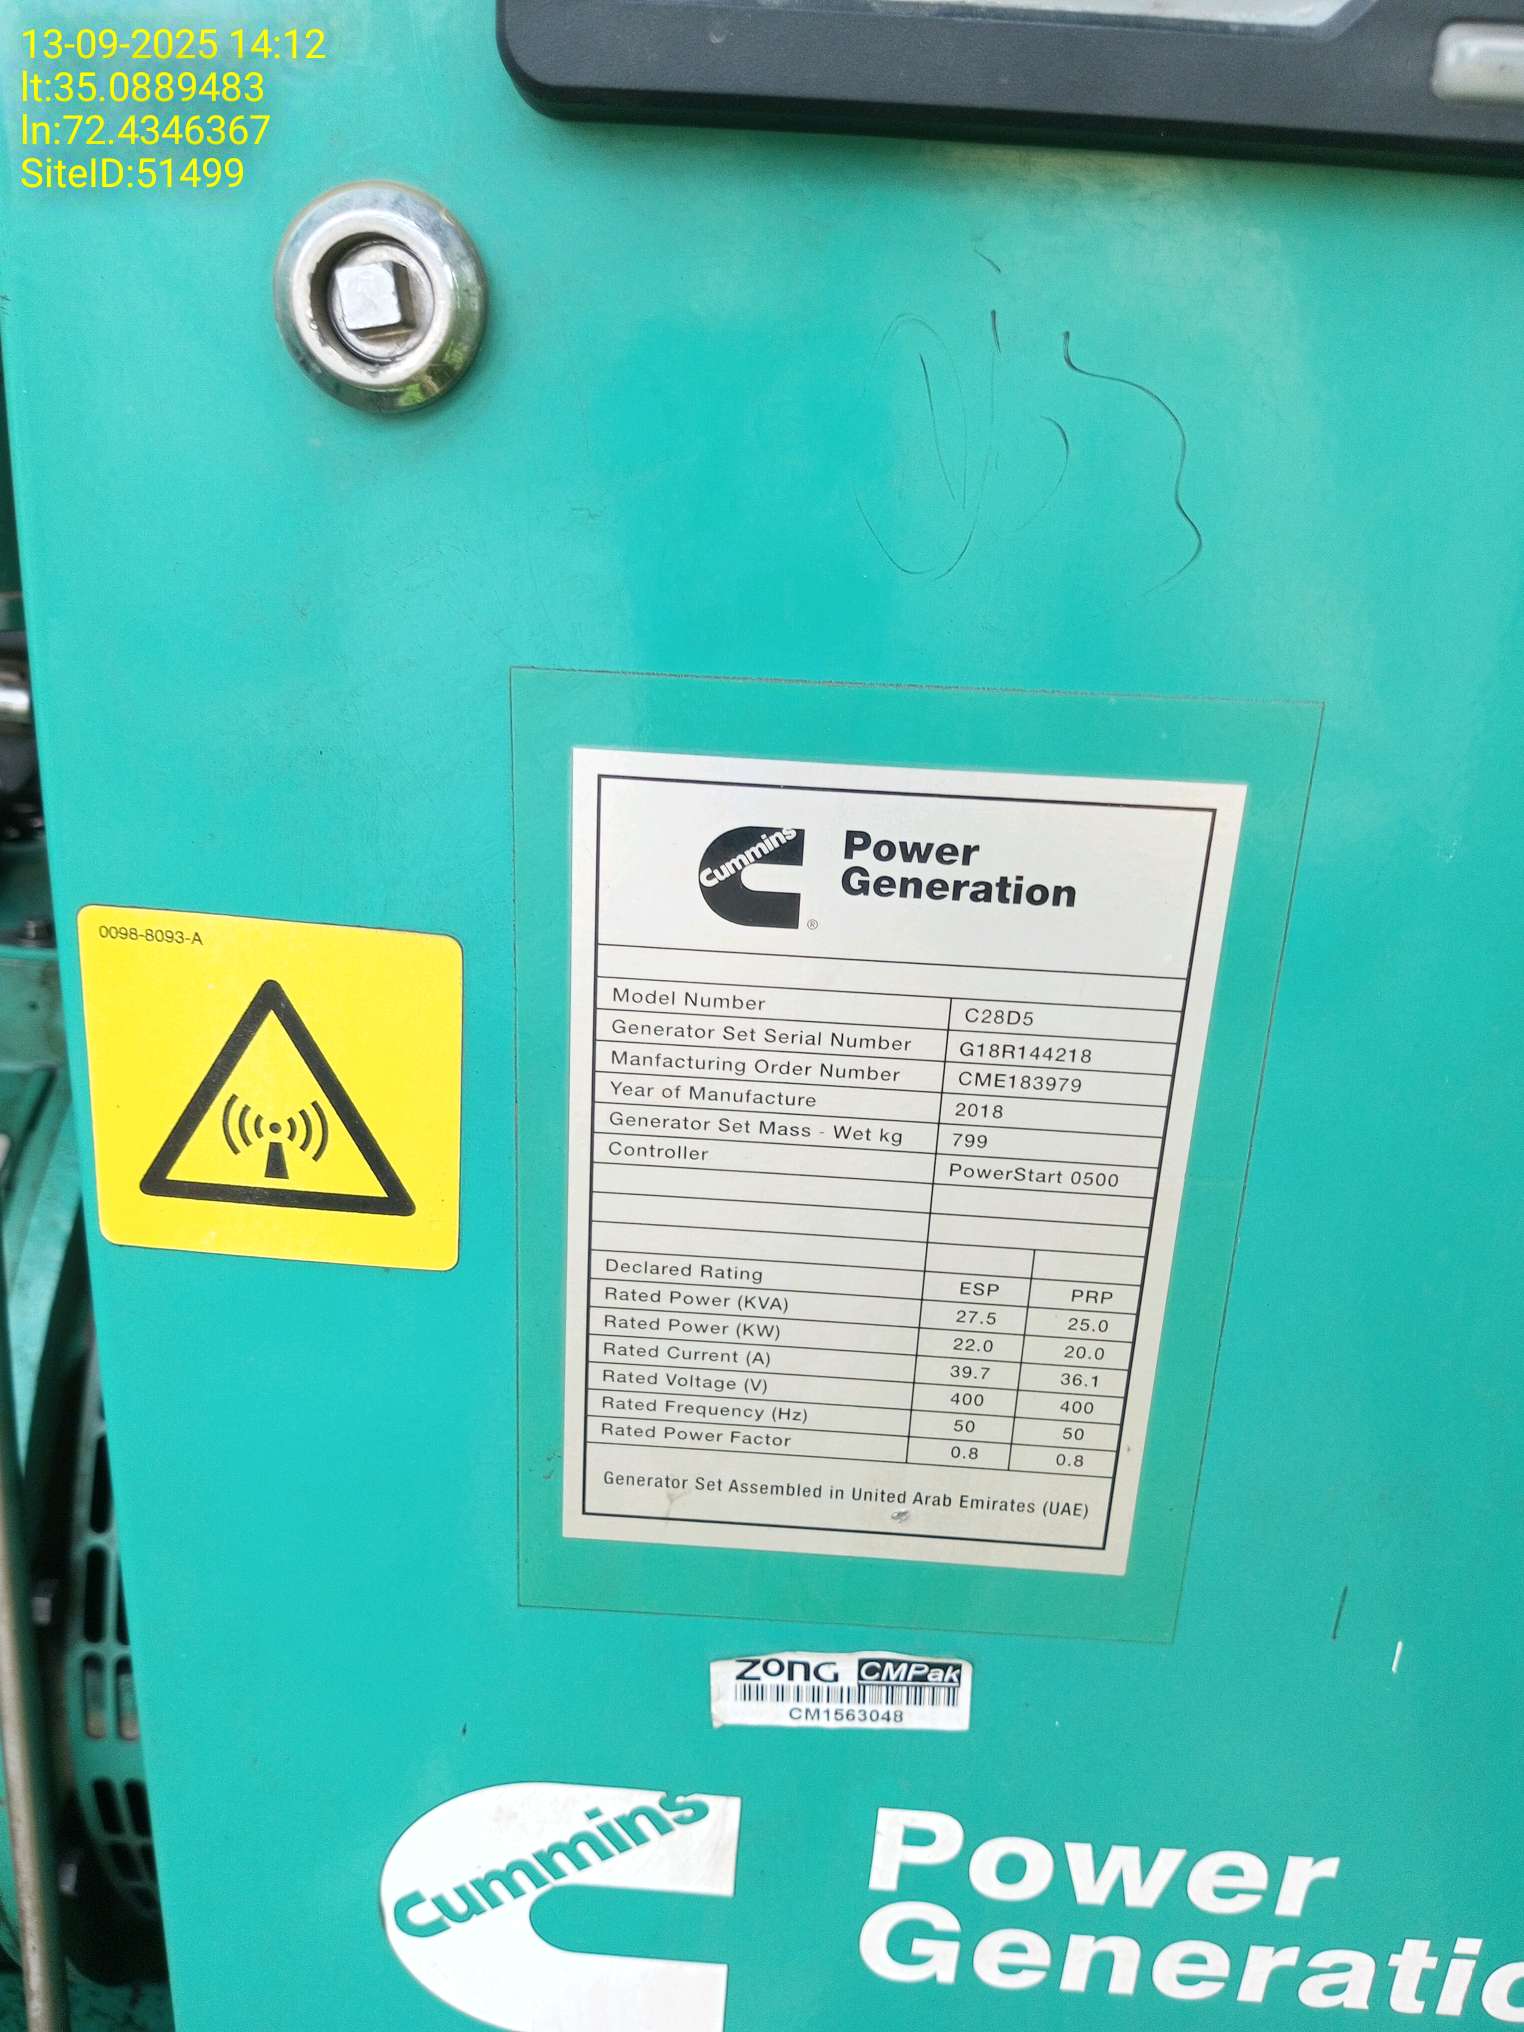 13-09-2025 14:12
lt:35.0889483
ln:72.4346367
SiteID:51499
Cummins
Power
Generation
®
0098-8093-A
Model Number C28D5
Generator Set Serial Number G18R144218
Manfacturing Order Number CME183979
Year of Manufacture 2018
Generator Set Mass - Wet kg 799
Controller PowerStart 0500
Declared Rating ESP PRP
Rated Power (KVA) 27.5 25.0
Rated Power (KW) 22.0 20.0
Rated Current (A) 39.7 36.1
Rated Voltage (V) 400 400
Rated Frequency (Hz) 50 50
Rated Power Factor 0.8 0.8
Generator Set Assembled in United Arab Emirates (UAE)
ZONG CMPak
CM1563048
Cummins
Power
Generatio